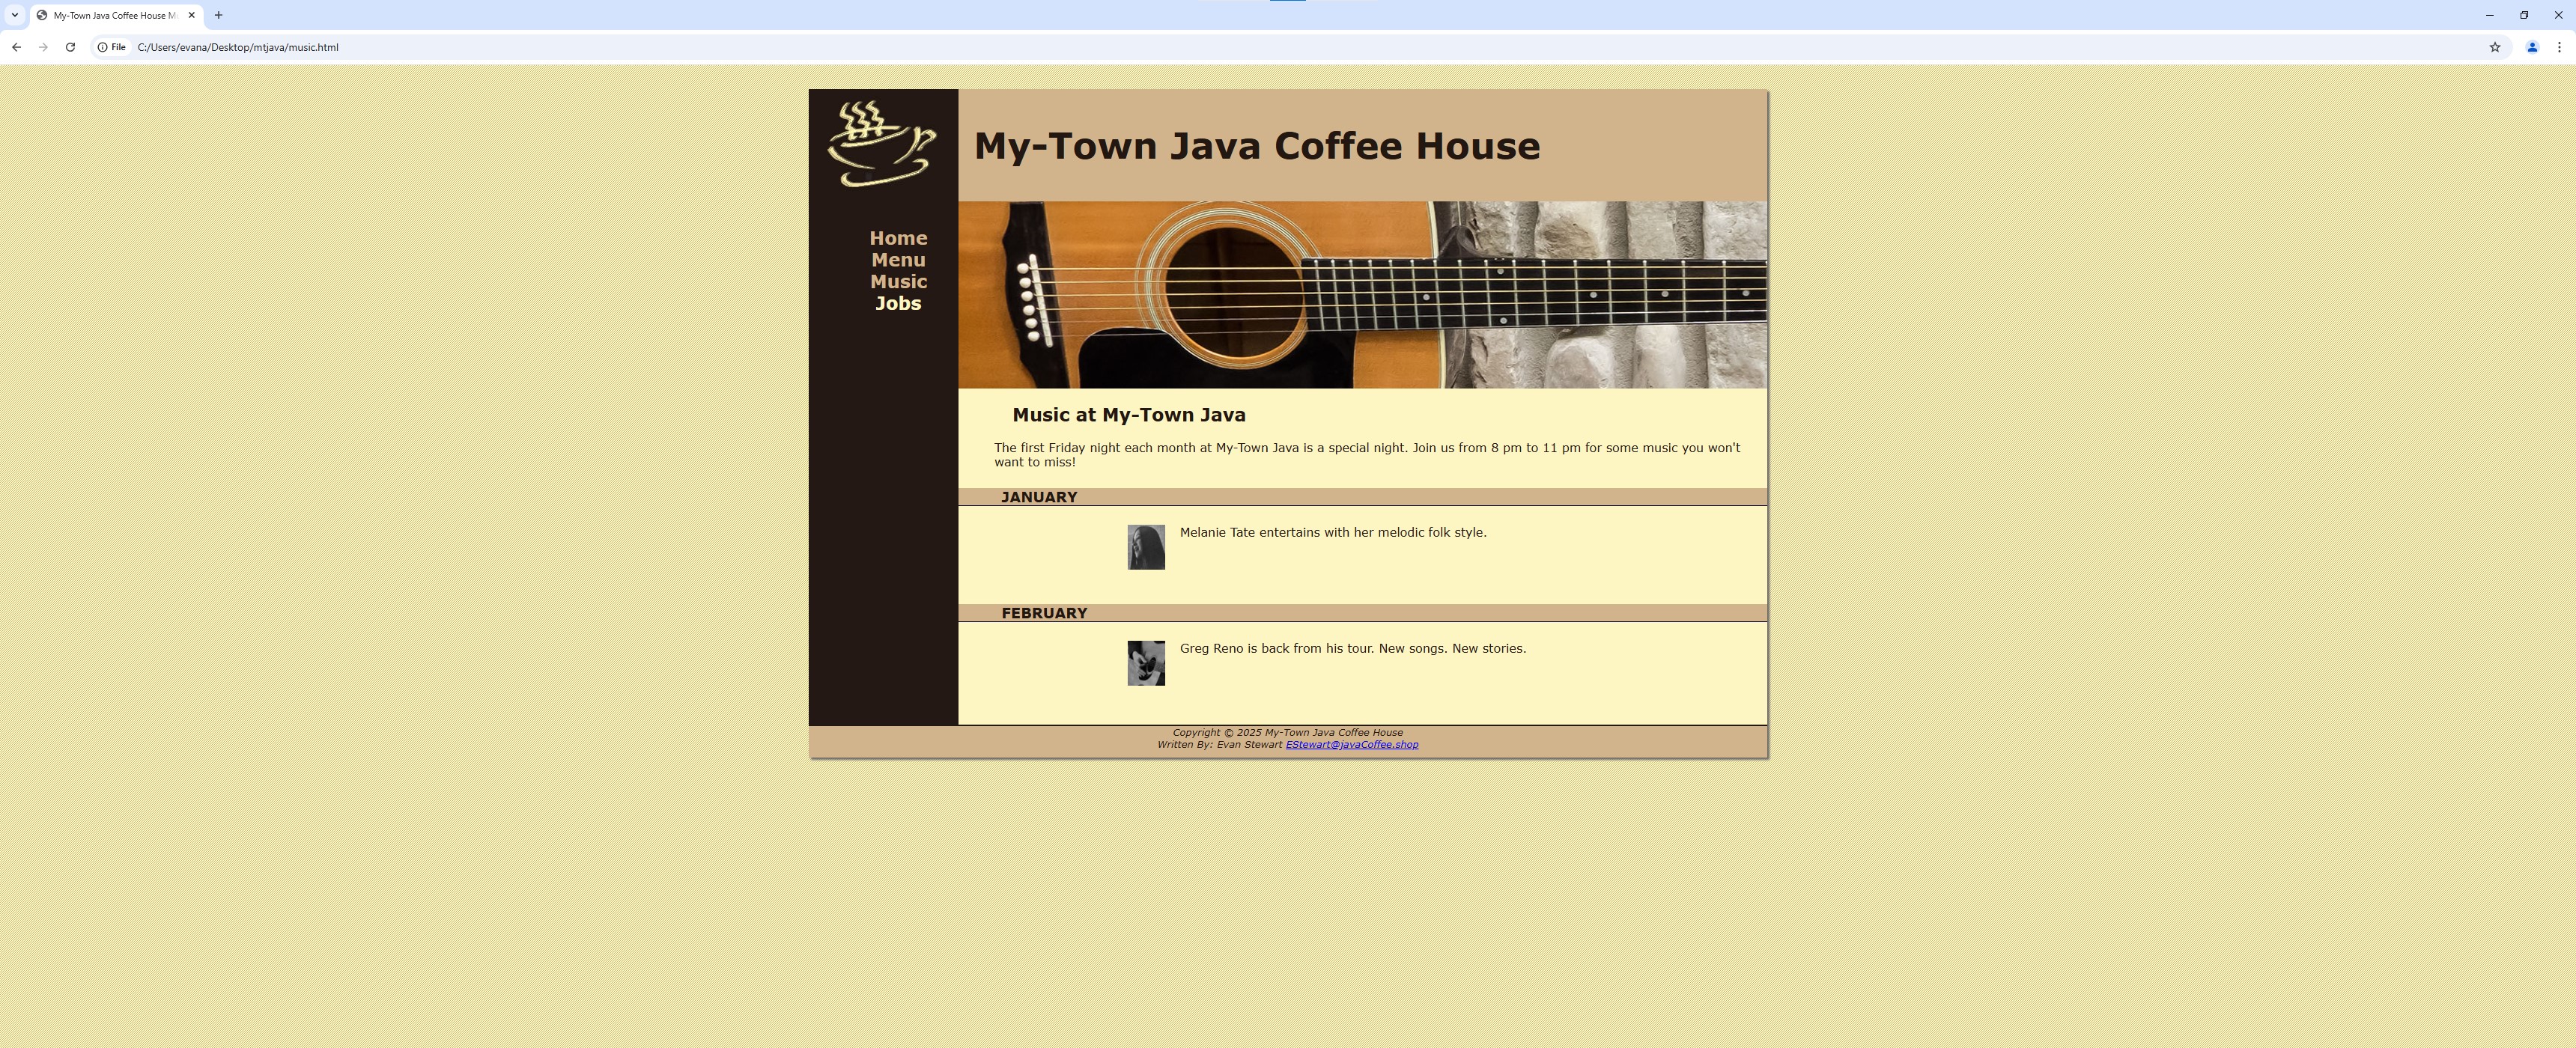 My-Town Java Coffee House M
File
C:/Users/evana/Desktop/mtjava/music.html
My-Town Java Coffee House
Home
Menu
Music
Jobs
Music at My-Town Java
The first Friday night each month at My-Town Java is a special night. Join us from 8 pm to 11 pm for some music you won't
want to miss!
JANUARY
Melanie Tate entertains with her melodic folk style.
FEBRUARY
Greg Reno is back from his tour. New songs. New stories.
Copyright © 2025 My-Town Java Coffee House
Written By: Evan Stewart EStewart@javaCoffee.shop